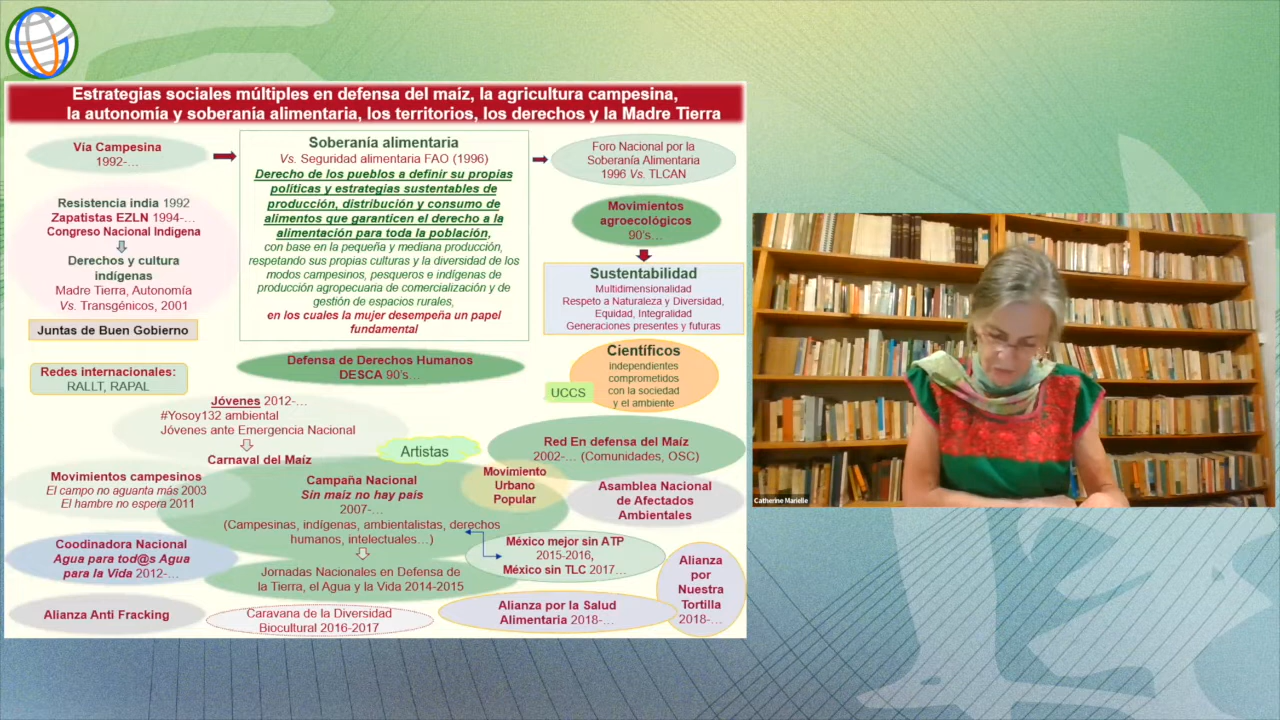 Estrategias sociales múltiples en defensa del maíz, la agricultura campesina,
la autonomía y soberanía alimentaria, los territorios, los derechos y la Madre Tierra
Vía Campesina
1992-...
Soberanía alimentaria
Vs. Seguridad alimentaria FAO (1996)
Derecho de los pueblos a definir su propias
políticas y estrategias sustentables de
producción, distribución y consumo de
alimentos que garanticen el derecho a la
alimentación para toda la población,
con base en la pequeña y mediana producción,
respetando sus propias culturas y la diversidad de los
modos campesinos, pesqueros e indígenas de
producción agropecuaria de comercialización y de
gestión de espacios rurales,
en los cuales la mujer desempeña un papel
fundamental
Foro Nacional por la
Soberanía Alimentaria
1996 Vs. TLCAN
Resistencia india 1992
Zapatistas EZLN 1994-...
Congreso Nacional Indigena
Derechos y cultura
indígenas
Madre Tierra, Autonomía
Vs. Transgénicos, 2001
Juntas de Buen Gobierno
Movimientos
agroecológicos
90's...
Sustentabilidad
Multidimensionalidad
Respeto a Naturaleza y Diversidad,
Equidad, Integralidad
Generaciones presentes y futuras
Redes internacionales:
RALLT, RAPAL
Defensa de Derechos Humanos
DESCA 90's...
Científicos
independientes
comprometidos
con la sociedad
y el ambiente
UCCS
Jóvenes 2012-...
#Yosoy132 ambiental
Jóvenes ante Emergencia Nacional
Carnaval del Maíz
Artistas
Red En defensa del Maíz
2002-... (Comunidades, OSC)
Movimientos campesinos
El campo no aguanta más 2003
El hambre no espera 2011
Campaña Nacional
Sin maíz no hay país
2007-...
(Campesinas, indígenas, ambientalistas, derechos
humanos, intelectuales...)
Movimiento
Urbano
Popular
Asamblea Nacional
de Afectados
Ambientales
Coodinadora Nacional
Agua para tod@s Agua
para la Vida 2012-...
Jornadas Nacionales en Defensa de
la Tierra, el Agua y la Vida 2014-2015
México mejor sin ATP
2015-2016,
México sin TLC 2017...
Alianza
por
Nuestra
Tortilla
2018-...
Alianza Anti Fracking
Caravana de la Diversidad
Biocultural 2016-2017
Alianza por la Salud
Alimentaria 2018-...
Catherine Marielle